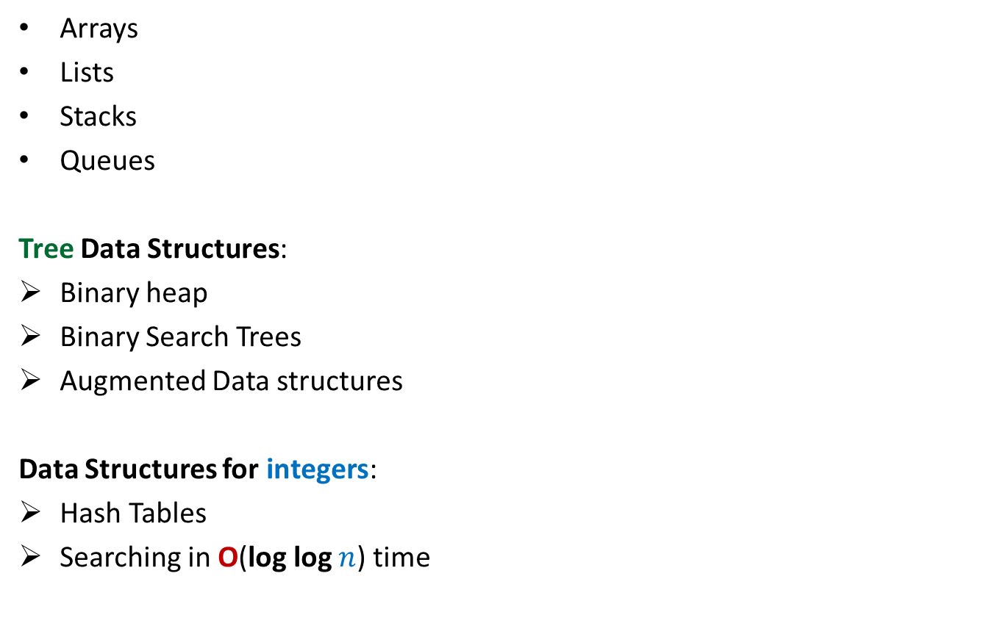 • Arrays
• Lists
• Stacks
• Queues
Tree Data Structures:
➢ Binary heap
➢ Binary Search Trees
➢ Augmented Data structures
Data Structures for integers:
➢ Hash Tables
➢ Searching in O(log log n) time